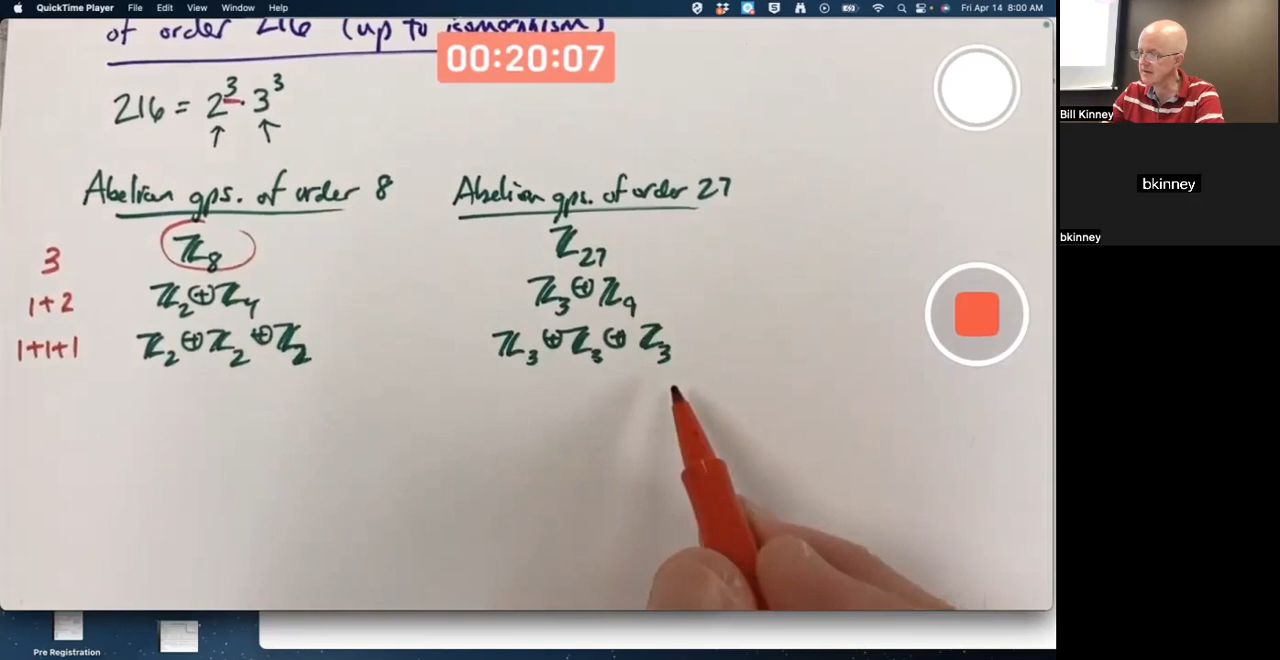 QuickTime Player File Edit View Window Help Fri Apr 14 8:00 AM
of order 216 (up to isomorphism)
00:20:07
216 = 2³·3³
↑ ↑
Bill Kinney
bkinney
bkinney
Abelian gps. of order 8 Abelian gps. of order 27
3 ℤ₈ ℤ₂₇
1+2 ℤ₂⊕ℤ₄ ℤ₃⊕ℤ₉
1+1+1 ℤ₂⊕ℤ₂⊕ℤ₂ ℤ₃⊕ℤ₃⊕ℤ₃
Pre Registration